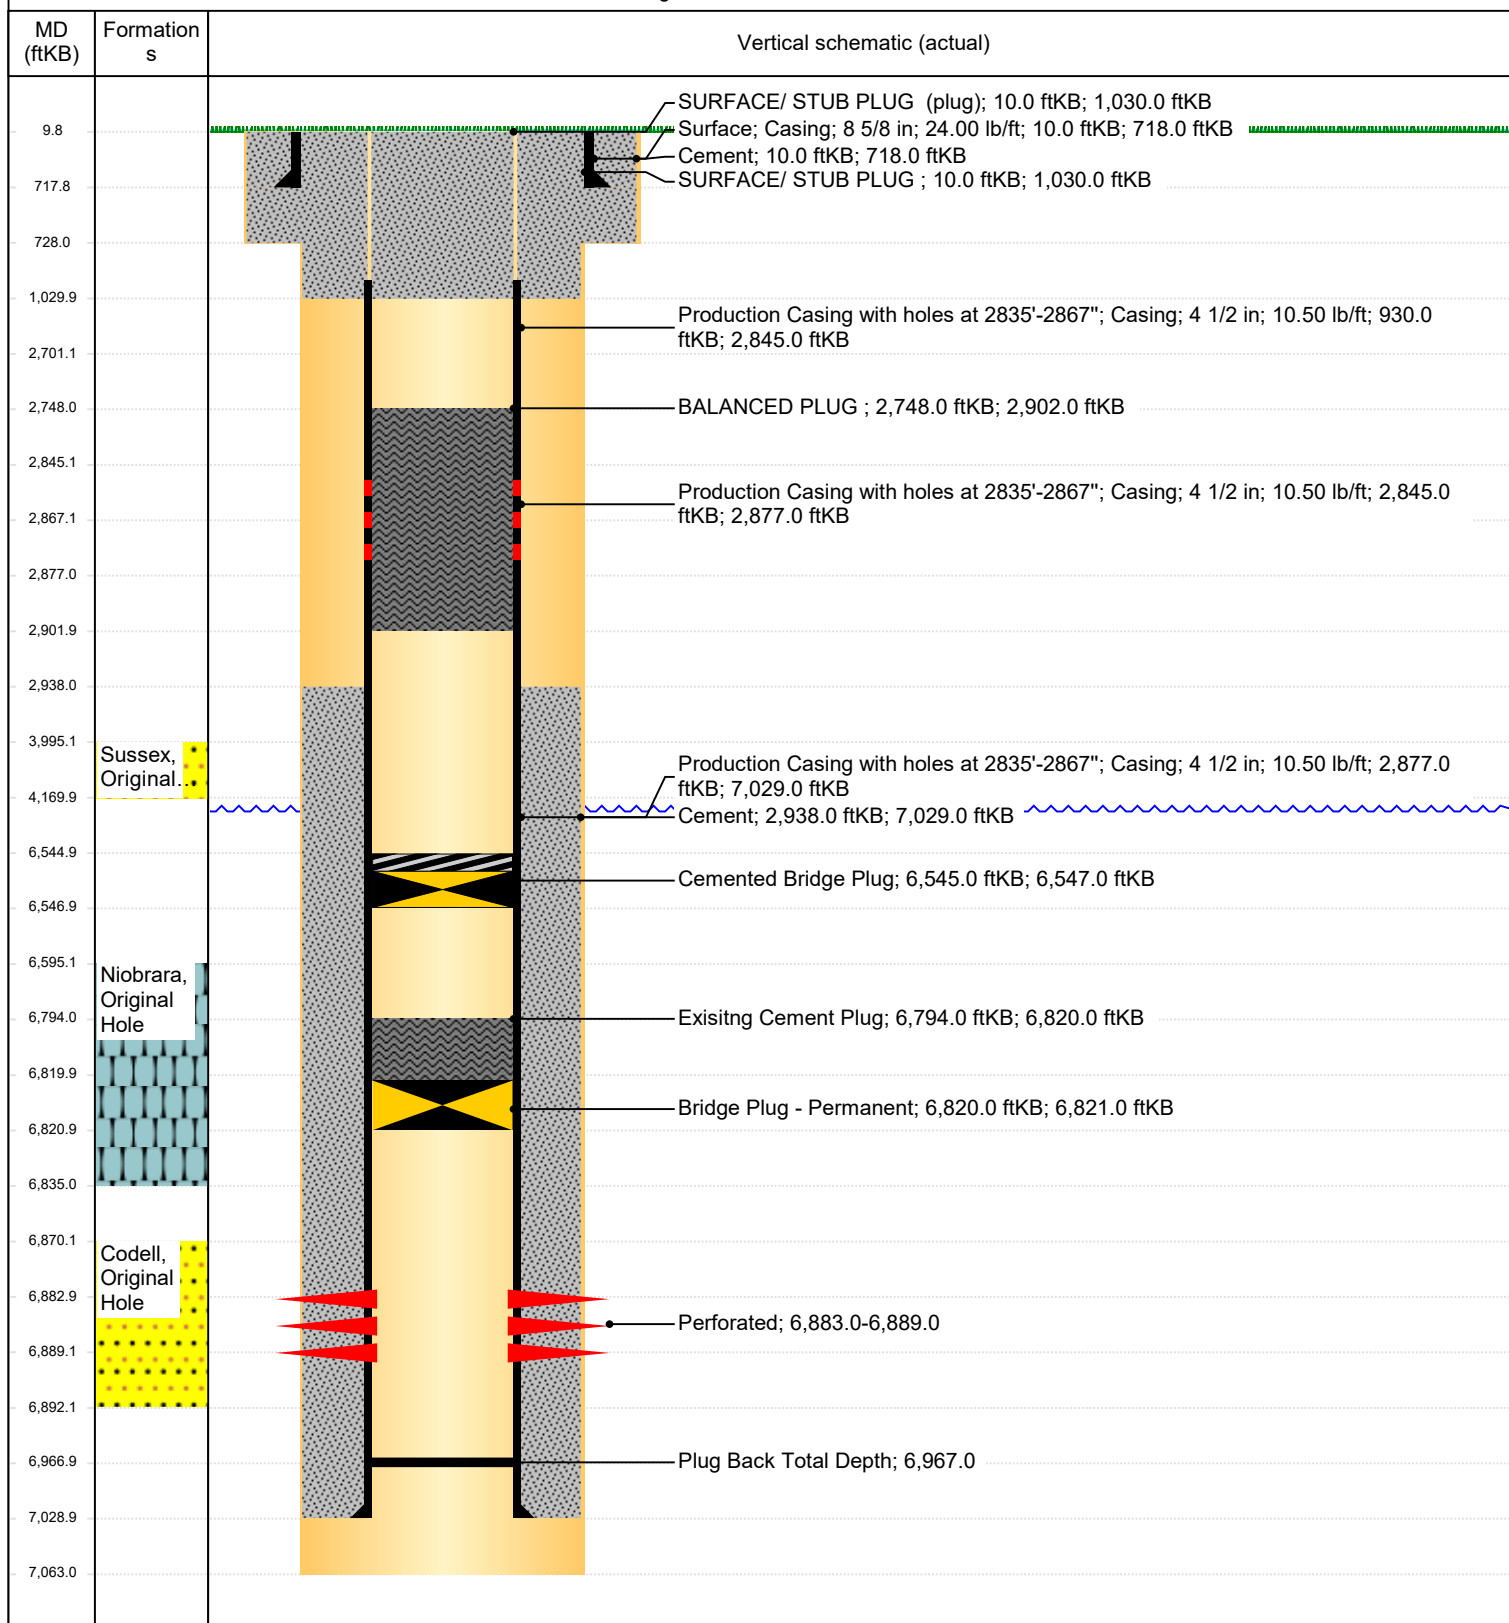 MD
(ftKB)
Formation
s
Vertical schematic (actual)
SURFACE/ STUB PLUG (plug); 10.0 ftKB; 1,030.0 ftKB
9.8
Surface; Casing; 8 5/8 in; 24.00 lb/ft; 10.0 ftKB; 718.0 ftKB
Cement; 10.0 ftKB; 718.0 ftKB
SURFACE/ STUB PLUG ; 10.0 ftKB; 1,030.0 ftKB
717.8
728.0
1,029.9
Production Casing with holes at 2835'-2867"; Casing; 4 1/2 in; 10.50 lb/ft; 930.0
ftKB; 2,845.0 ftKB
2,701.1
2,748.0
BALANCED PLUG ; 2,748.0 ftKB; 2,902.0 ftKB
2,845.1
Production Casing with holes at 2835'-2867"; Casing; 4 1/2 in; 10.50 lb/ft; 2,845.0
ftKB; 2,877.0 ftKB
2,867.1
2,877.0
2,901.9
2,938.0
3,995.1
Sussex,
Original...
Production Casing with holes at 2835'-2867"; Casing; 4 1/2 in; 10.50 lb/ft; 2,877.0
ftKB; 7,029.0 ftKB
4,169.9
Cement; 2,938.0 ftKB; 7,029.0 ftKB
6,544.9
Cemented Bridge Plug; 6,545.0 ftKB; 6,547.0 ftKB
6,546.9
6,595.1
Niobrara,
Original
Hole
6,794.0
Exisitng Cement Plug; 6,794.0 ftKB; 6,820.0 ftKB
6,819.9
Bridge Plug - Permanent; 6,820.0 ftKB; 6,821.0 ftKB
6,820.9
6,835.0
6,870.1
Codell,
Original
Hole
6,882.9
Perforated; 6,883.0-6,889.0
6,889.1
6,892.1
6,966.9
Plug Back Total Depth; 6,967.0
7,028.9
7,063.0